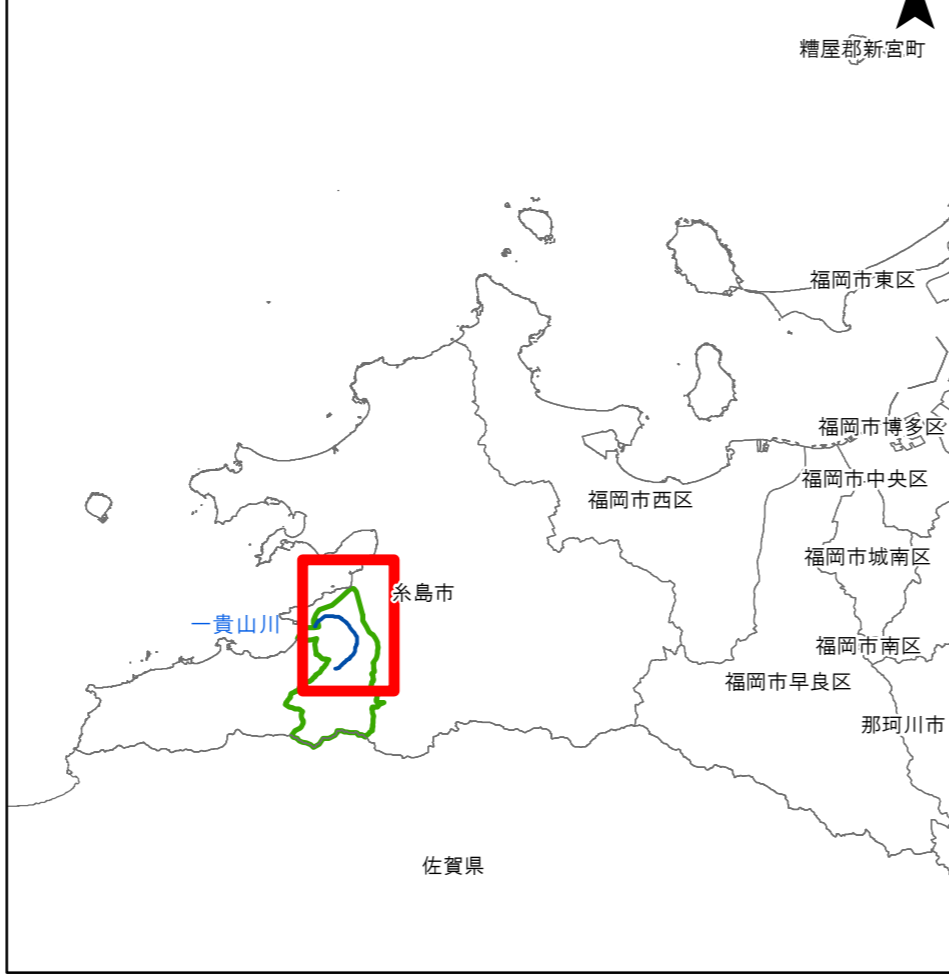 糟屋郡新宮町
福岡市東区
福岡市博多区
福岡市中央区
福岡市西区
福岡市城南区
糸島市
一貴山川
福岡市南区
福岡市早良区
那珂川市
佐賀県